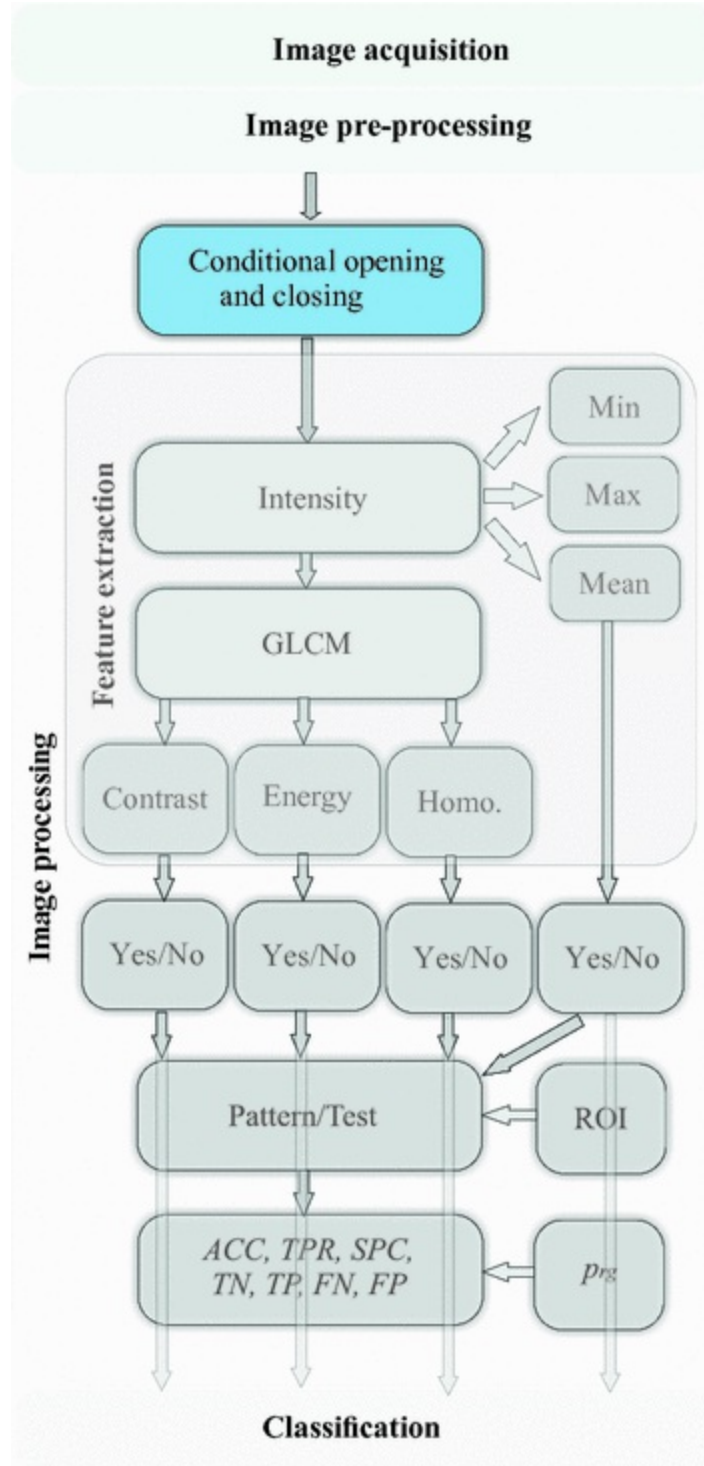 Image acquisition
Image pre-processing
Conditional opening
and closing
Min
Intensity
Max
Mean
Feature extraction
GLCM
Contrast
Energy
Homo.
Image processing
Yes/No
Yes/No
Yes/No
Yes/No
Pattern/Test
ROI
ACC, TPR, SPC,
TN, TP, FN, FP
prg
Classification